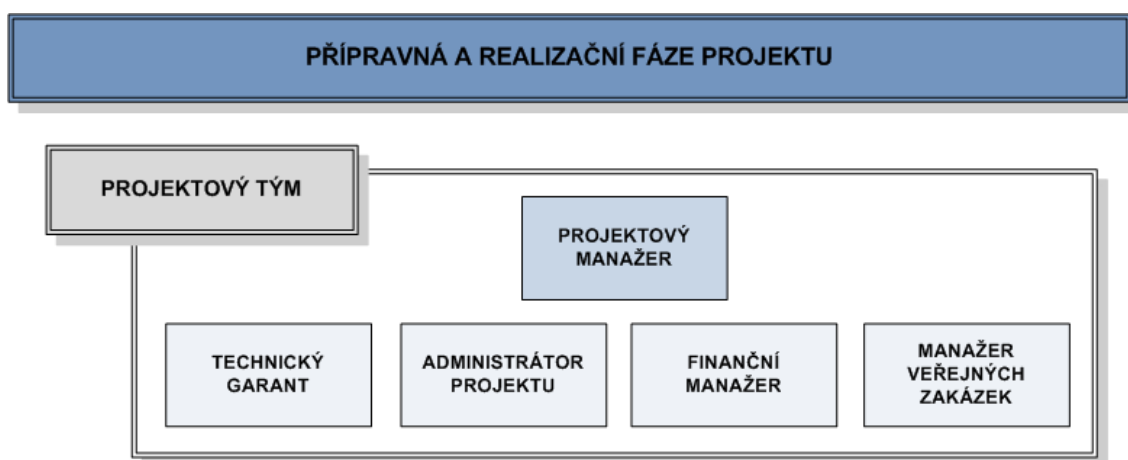 PŘÍPRAVNÁ A REALIZAČNÍ FÁZE PROJEKTU
PROJEKTOVÝ TÝM
PROJEKTOVÝ
MANAŽER
TECHNICKÝ
GARANT
ADMINISTRÁTOR
PROJEKTU
FINANČNÍ
MANAŽER
MANAŽER
VEŘEJNÝCH
ZAKÁZEK